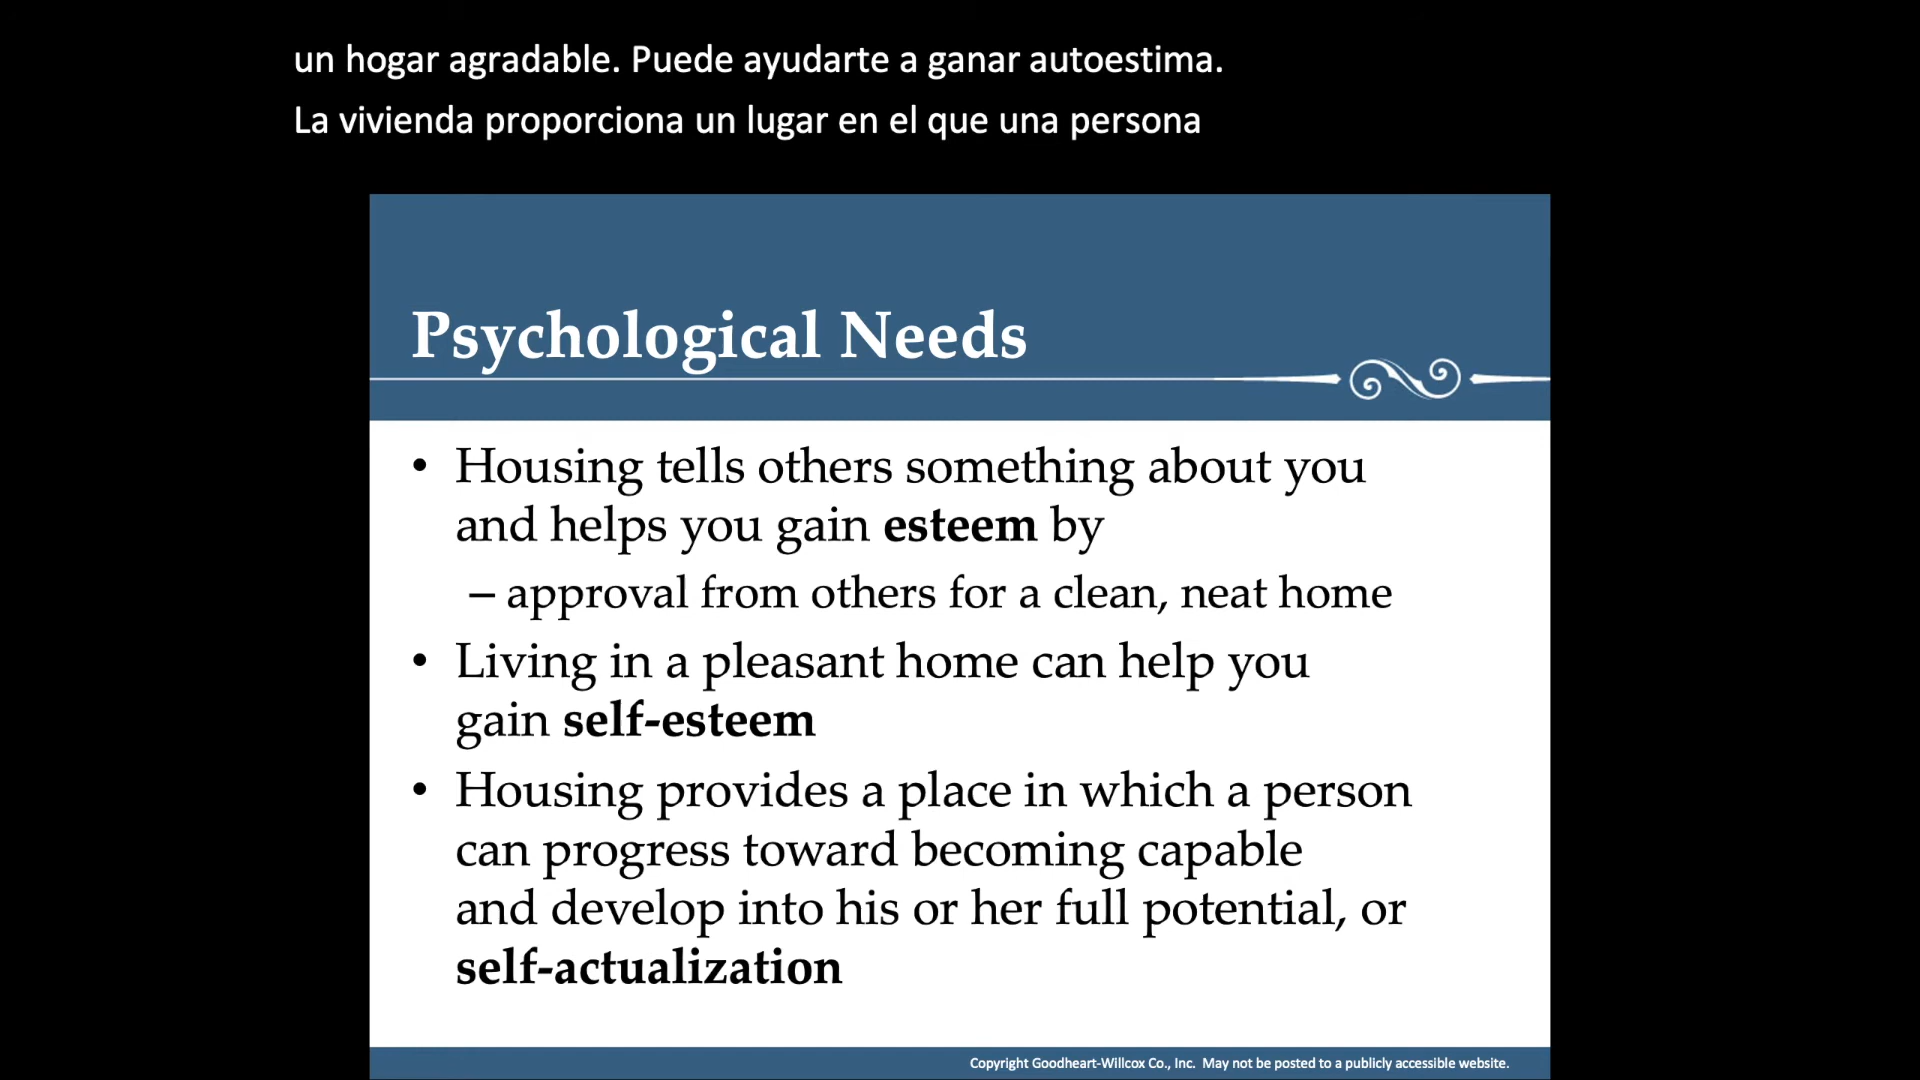 un hogar agradable. Puede ayudarte a ganar autoestima.
La vivienda proporciona un lugar en el que una persona
Psychological Needs
• Housing tells others something about you
and helps you gain esteem by
– approval from others for a clean, neat home
• Living in a pleasant home can help you
gain self-esteem
• Housing provides a place in which a person
can progress toward becoming capable
and develop into his or her full potential, or
self-actualization
Copyright Goodheart-Willcox Co., Inc. May not be posted to a publicly accessible website.